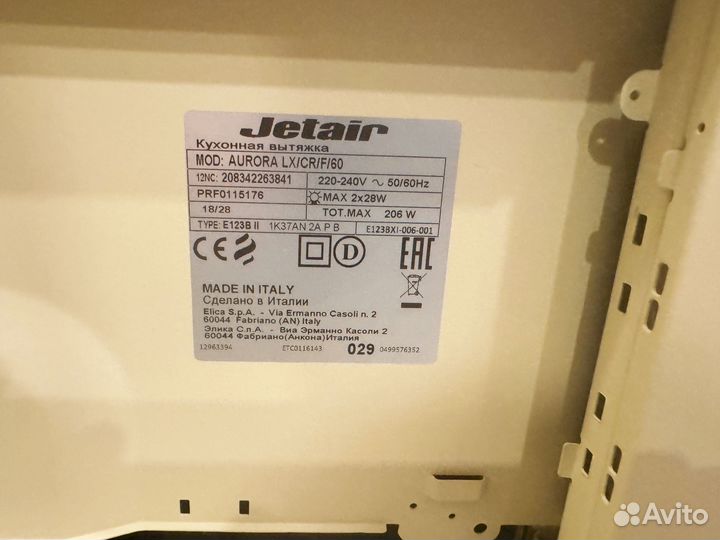 Jetair
Кухонная вытяжка
MOD: AURORA LX/CR/F/60
12NC: 208342263841 220-240V ~ 50/60Hz
PRF0115176 MAX 2x28W
18/28 TOT.MAX 206 W
TYPE: E123B II 1K37AN 2A P B E123BXI-006-001
CE D EAC
MADE IN ITALY
Сделано в Италии
Elica S.p.A. - Via Ermanno Casoli n. 2
60044 Fabriano (AN) Italy
Элика С.п.А. - Виа Эрманно Касоли 2
60044 Фабриано(Анкона)Италия
12963394 ETC0116143 029 0499576352
Avito